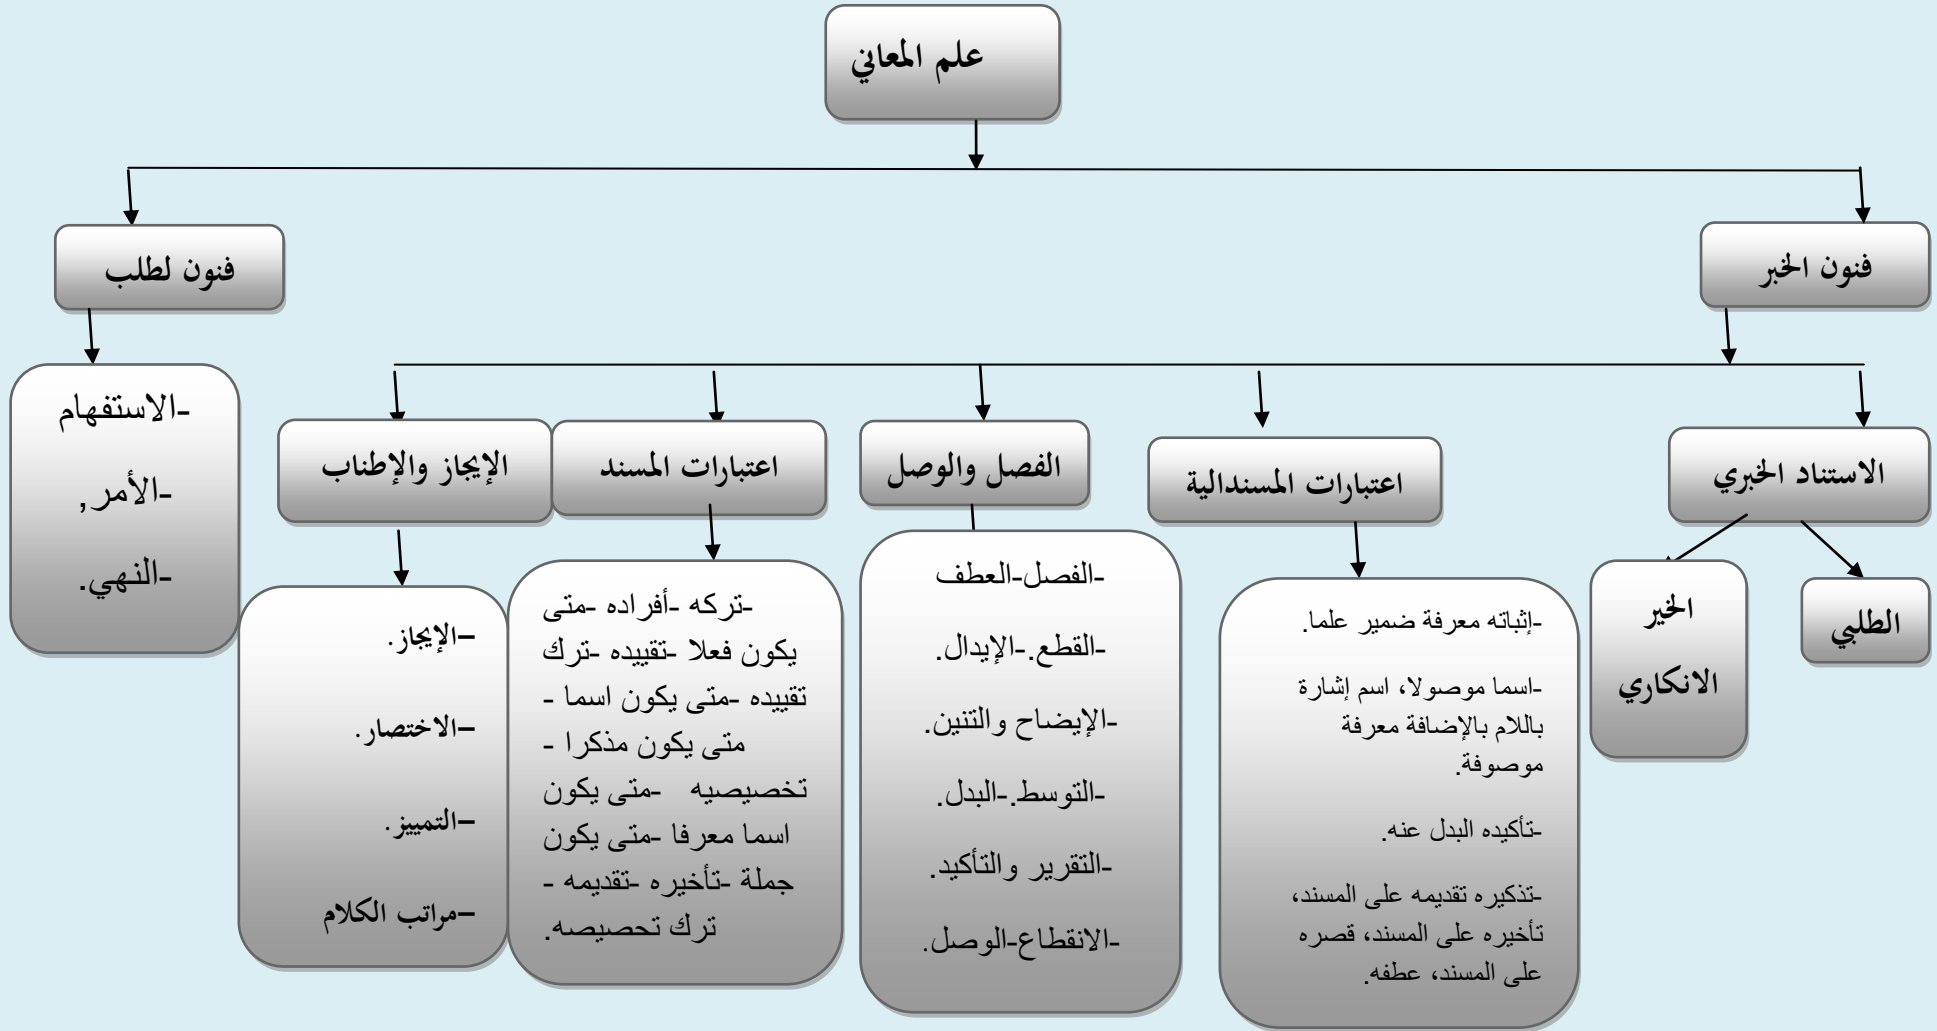 علم المعاني
فنون الخبر
فنون لطلب
-الاستفهام
-الأمر,
-النهي.
الاستناد الخبري
اعتبارات المسندالية
الفصل والوصل
اعتبارات المسند
الإيجاز والإطناب
الطلبي
الخير
الانكاري
-إثباته معرفة ضمير علما.
-اسما موصولا، اسم إشارة
باللام بالإضافة معرفة
موصوفة.
-تأكيده البدل عنه.
-تذكيره تقديمه على المسند،
تأخيره على المسند، قصره
على المسند، عطفه.
-الفصل-العطف
-القطع.-الإيدال.
-الإيضاح والتنين.
-التوسط.-البدل.
-التقرير والتأكيد.
-الانقطاع-الوصل.
-تركه -أفراده -متى
يكون فعلا -تقييده -ترك
تقييده -متى يكون اسما -
متى يكون مذكرا -
تخصيصيه -متى يكون
اسما معرفا -متى يكون
جملة -تأخيره -تقديمه -
ترك تحصيصه.
–الإيجاز.
–الاختصار.
–التمييز.
–مراتب الكلام